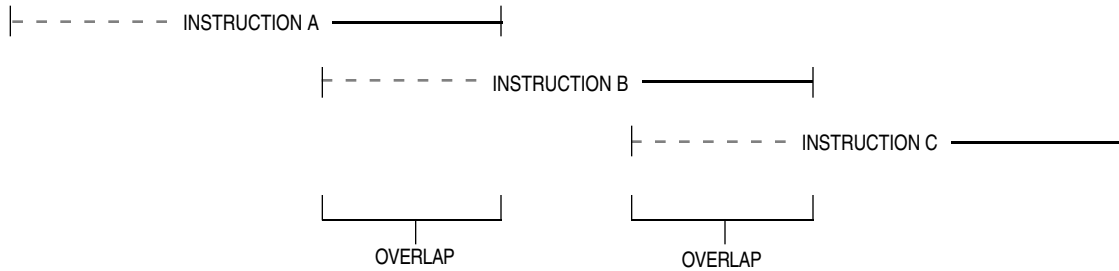 INSTRUCTION A
INSTRUCTION B
INSTRUCTION C
OVERLAP
OVERLAP